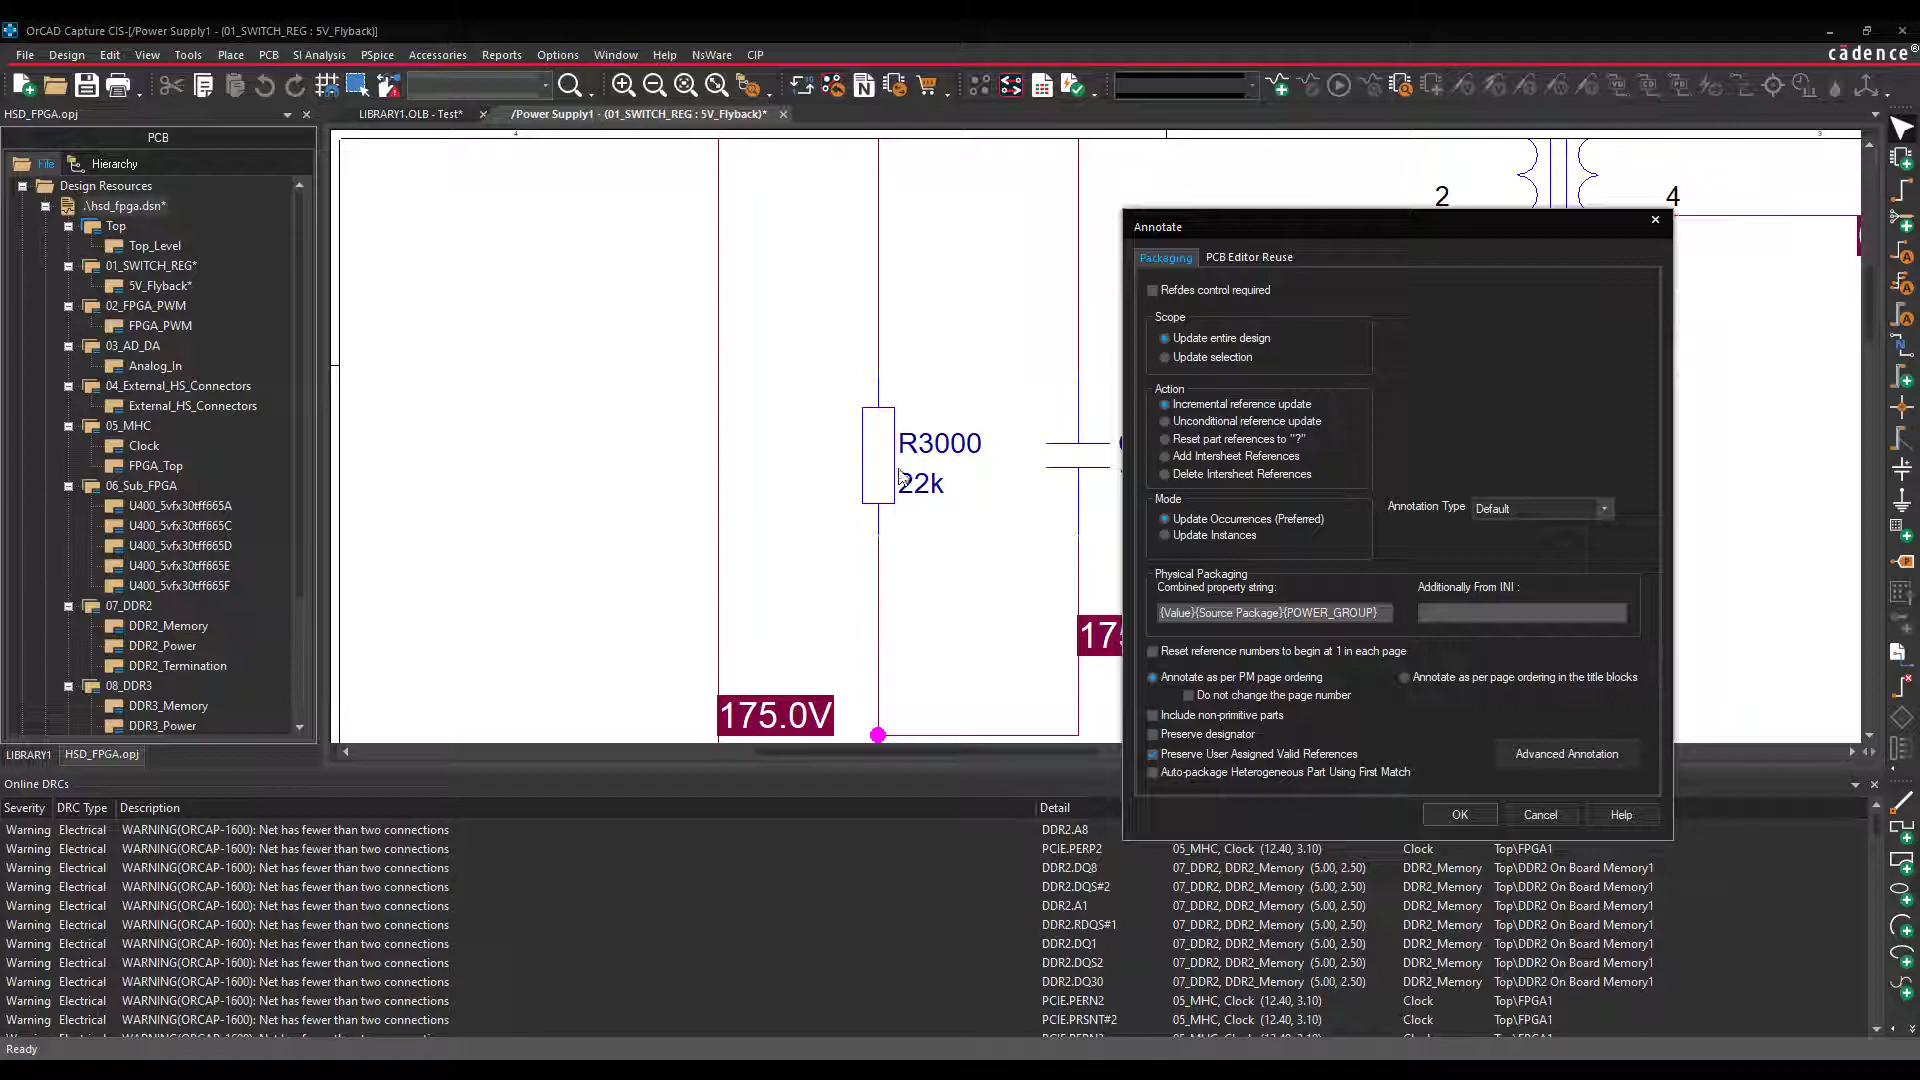 OrCAD Capture CIS-[/Power Supply1 - (01_SWITCH_REG : 5V_Flyback)]
File Design Edit View Tools Place PCB SI Analysis PSpice Accessories Reports Options Window Help NsWare CIP
cādence
HSD_FPGA.opj
LIBRARY1.OLB - Test*
/Power Supply1 - (01_SWITCH_REG : 5V_Flyback)*
PCB
File
Hierarchy
Design Resources
.\hsd_fpga.dsn*
Top
Top_Level
01_SWITCH_REG*
5V_Flyback*
02_FPGA_PWM
FPGA_PWM
03_AD_DA
Analog_In
04_External_HS_Connectors
External_HS_Connectors
05_MHC
Clock
FPGA_Top
06_Sub_FPGA
U400_5vfx30tff665A
U400_5vfx30tff665C
U400_5vfx30tff665D
U400_5vfx30tff665E
U400_5vfx30tff665F
07_DDR2
DDR2_Memory
DDR2_Power
DDR2_Termination
08_DDR3
DDR3_Memory
DDR3_Power
LIBRARY1
HSD_FPGA.opj
4
3
2
4
R3000
22k
175.0V
175
Annotate
Packaging
PCB Editor Reuse
Refdes control required
Scope
Update entire design
Update selection
Action
Incremental reference update
Unconditional reference update
Reset part references to "?"
Add Intersheet References
Delete Intersheet References
Mode
Update Occurrences (Preferred)
Update Instances
Annotation Type
Default
Physical Packaging
Combined property string:
Additionally From INI :
{Value}{Source Package}{POWER_GROUP}
Reset reference numbers to begin at 1 in each page
Annotate as per PM page ordering
Annotate as per page ordering in the title blocks
Do not change the page number
Include non-primitive parts
Preserve designator
Preserve User Assigned Valid References
Auto-package Heterogeneous Part Using First Match
Advanced Annotation
OK
Cancel
Help
Online DRCs
Severity DRC Type Description Detail
Warning Electrical WARNING(ORCAP-1600): Net has fewer than two connections DDR2.A8
Warning Electrical WARNING(ORCAP-1600): Net has fewer than two connections PCIE.PERP2 05_MHC, Clock (12.40, 3.10) Clock Top\FPGA1
Warning Electrical WARNING(ORCAP-1600): Net has fewer than two connections DDR2.DQ8 07_DDR2, DDR2_Memory (5.00, 2.50) DDR2_Memory Top\DDR2 On Board Memory1
Warning Electrical WARNING(ORCAP-1600): Net has fewer than two connections DDR2.DQS#2 07_DDR2, DDR2_Memory (5.00, 2.50) DDR2_Memory Top\DDR2 On Board Memory1
Warning Electrical WARNING(ORCAP-1600): Net has fewer than two connections DDR2.A1 07_DDR2, DDR2_Memory (5.00, 2.50) DDR2_Memory Top\DDR2 On Board Memory1
Warning Electrical WARNING(ORCAP-1600): Net has fewer than two connections DDR2.RDQS#1 07_DDR2, DDR2_Memory (5.00, 2.50) DDR2_Memory Top\DDR2 On Board Memory1
Warning Electrical WARNING(ORCAP-1600): Net has fewer than two connections DDR2.DQ1 07_DDR2, DDR2_Memory (5.00, 2.50) DDR2_Memory Top\DDR2 On Board Memory1
Warning Electrical WARNING(ORCAP-1600): Net has fewer than two connections DDR2.DQS2 07_DDR2, DDR2_Memory (5.00, 2.50) DDR2_Memory Top\DDR2 On Board Memory1
Warning Electrical WARNING(ORCAP-1600): Net has fewer than two connections DDR2.DQ30 07_DDR2, DDR2_Memory (5.00, 2.50) DDR2_Memory Top\DDR2 On Board Memory1
Warning Electrical WARNING(ORCAP-1600): Net has fewer than two connections PCIE.PERN2 05_MHC, Clock (12.40, 3.10) Clock Top\FPGA1
Warning Electrical WARNING(ORCAP-1600): Net has fewer than two connections PCIE.PRSNT#2 05_MHC, Clock (12.40, 3.10) Clock Top\FPGA1
Ready